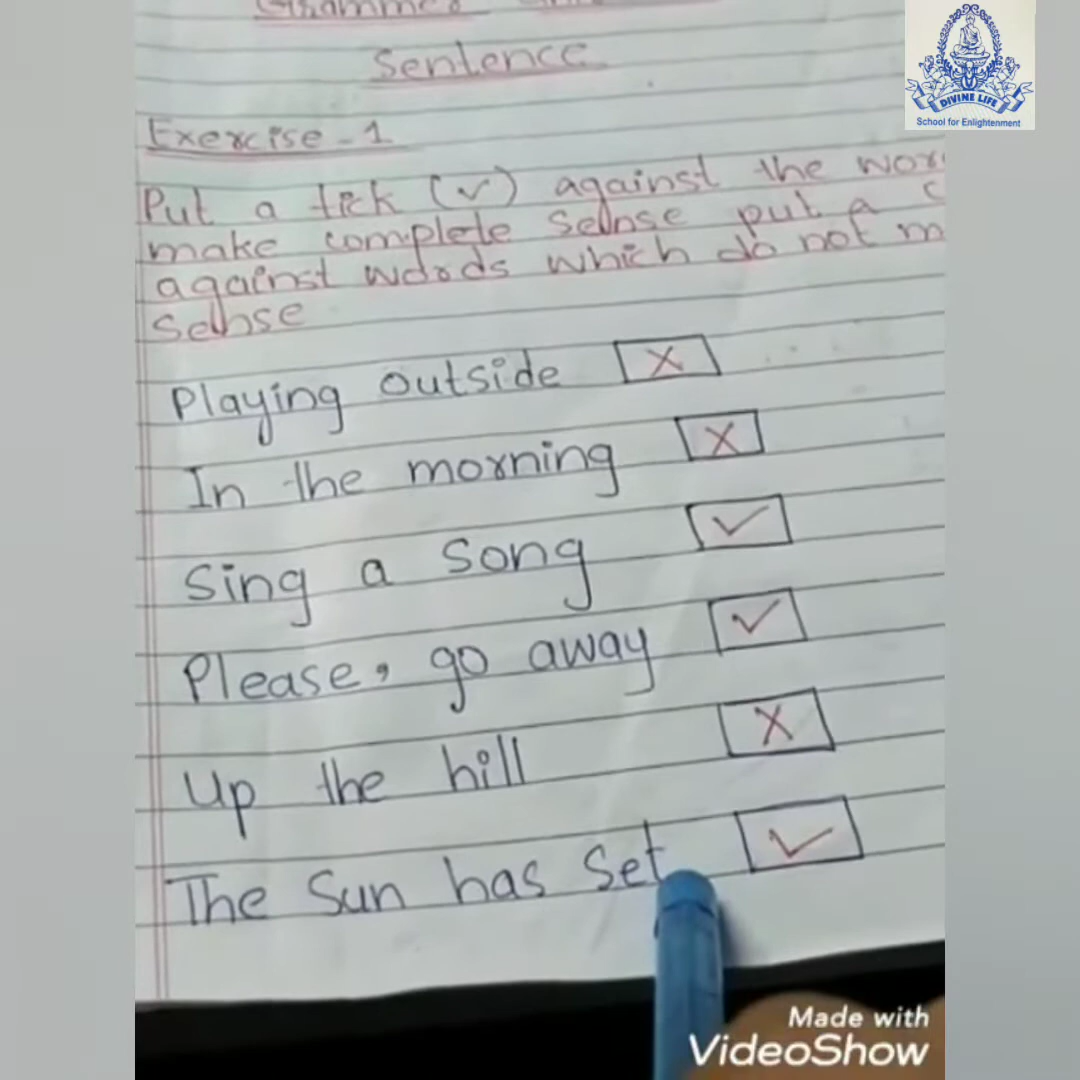 Sentence
DIVINE LIFE
School for Enlightenment
Exercise - 1
Put a tick (✓) against the
make complete sense put a
against words which do not
sense
Playing outside X
In the morning X
Sing a song ✓
Please, go away ✓
Up the hill X
The Sun has set ✓
Made with
VideoShow